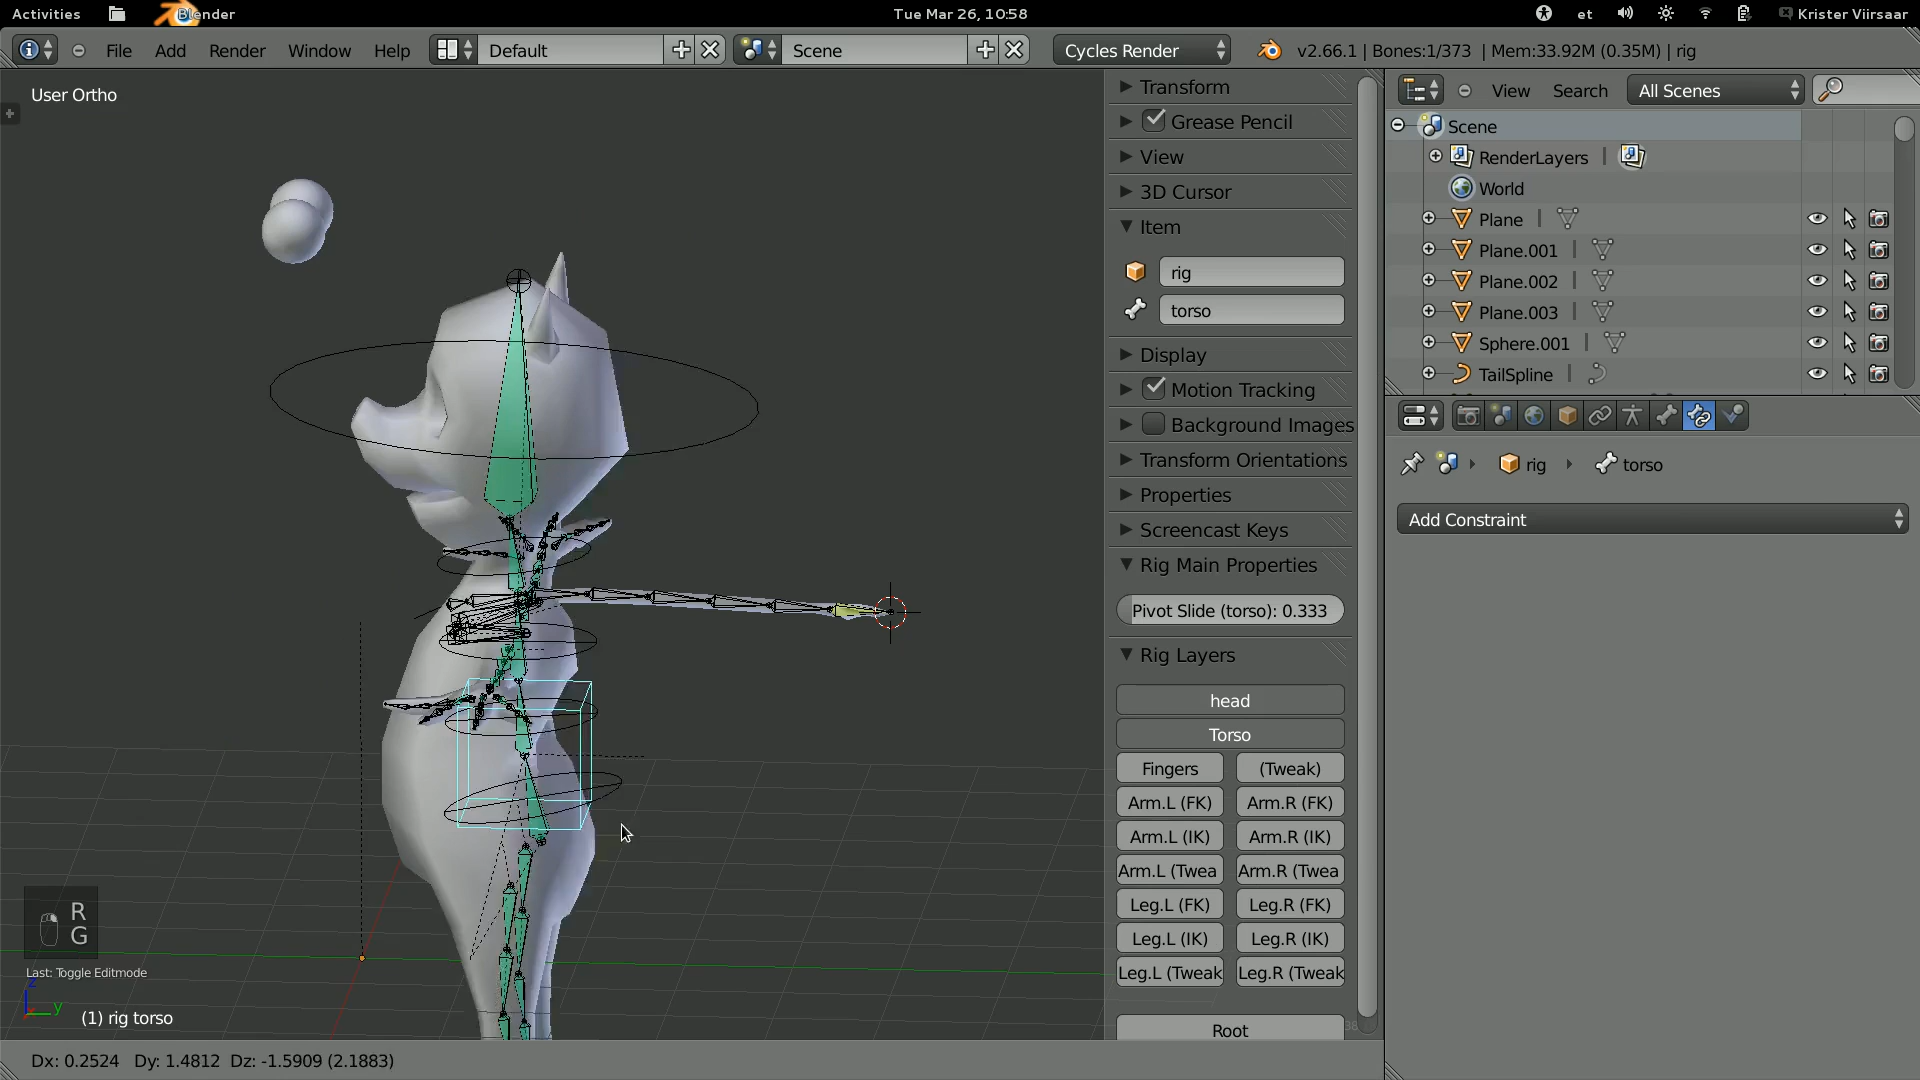 Activities Blender Tue Mar 26, 10:58 et Krister Viirsaar
File Add Render Window Help Default Scene Cycles Render v2.66.1 | Bones:1/373 | Mem:33.92M (0.35M) | rig
User Ortho
Transform
Grease Pencil
View
3D Cursor
Item
rig
torso
Display
Motion Tracking
Background Images
Transform Orientations
Properties
Screencast Keys
Rig Main Properties
Pivot Slide (torso): 0.333
Rig Layers
head
Torso
Fingers (Tweak)
Arm.L (FK) Arm.R (FK)
Arm.L (IK) Arm.R (IK)
Arm.L (Twea Arm.R (Twea
Leg.L (FK) Leg.R (FK)
Leg.L (IK) Leg.R (IK)
Leg.L (Tweak Leg.R (Tweak
Root
View Search All Scenes
Scene
RenderLayers |
World
Plane |
Plane.001 |
Plane.002 |
Plane.003 |
Sphere.001 |
TailSpline |
rig torso
Add Constraint
R
G
Last: Toggle Editmode
z
y
(1) rig torso
Dx: 0.2524 Dy: 1.4812 Dz: -1.5909 (2.1883)